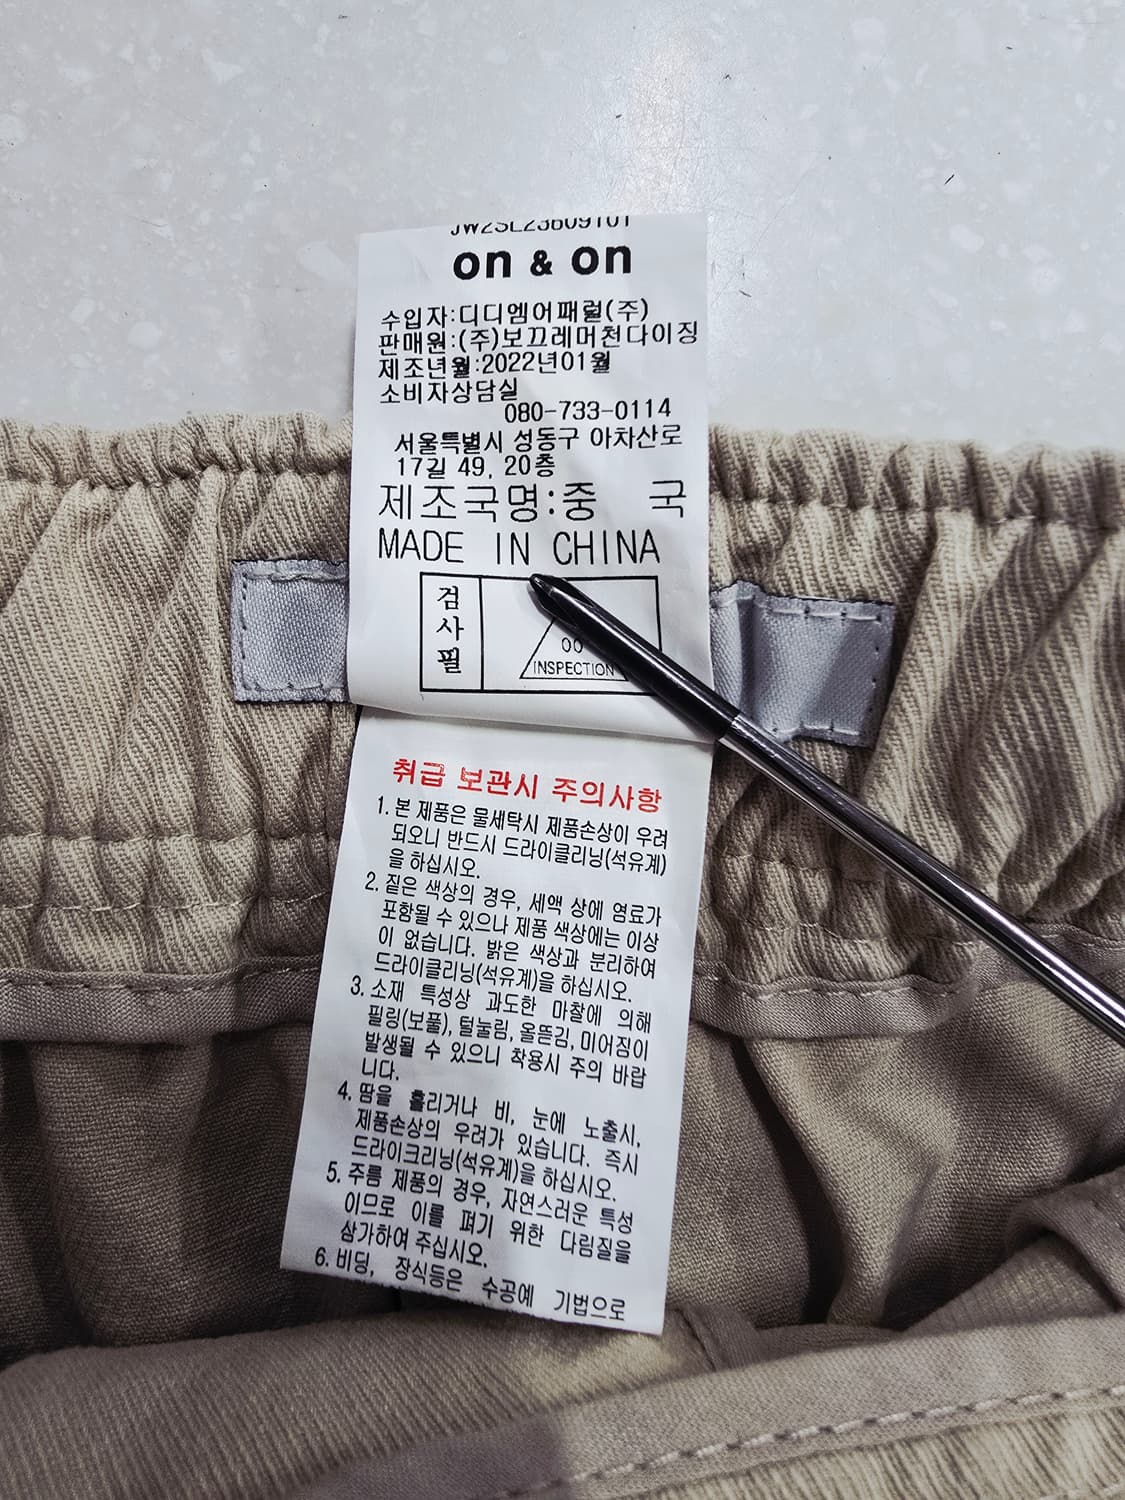 on & on
수입자:디디엠어패럴(주)
판매원:(주)보끄레머천다이징
제조년월:2022년01월
소비자상담실
080-733-0114
서울특별시 성동구 아차산로
17길 49, 20층
제조국명:중 국
MADE IN CHINA
검
사
필
00
INSPECTION
취급 보관시 주의사항
1. 본 제품은 물세탁시 제품손상이 우려
되오니 반드시 드라이클리닝(석유계)
을 하십시오.
2. 짙은 색상의 경우, 세액 상에 염료가
포함될 수 있으나 제품 색상에는 이상
이 없습니다. 밝은 색상과 분리하여
드라이클리닝(석유계)을 하십시오.
3. 소재 특성상 과도한 마찰에 의해
필링(보풀), 털눌림, 올뜯김, 미어짐이
발생될 수 있으니 착용시 주의 바랍
니다.
4. 땀을 흘리거나 비, 눈에 노출시,
제품손상의 우려가 있습니다. 즉시
드라이크리닝(석유계)을 하십시오.
5. 주름 제품의 경우, 자연스러운 특성
이므로 이를 펴기 위한 다림질을
삼가하여 주십시오.
6. 비딩, 장식등은 수공예 기법으로